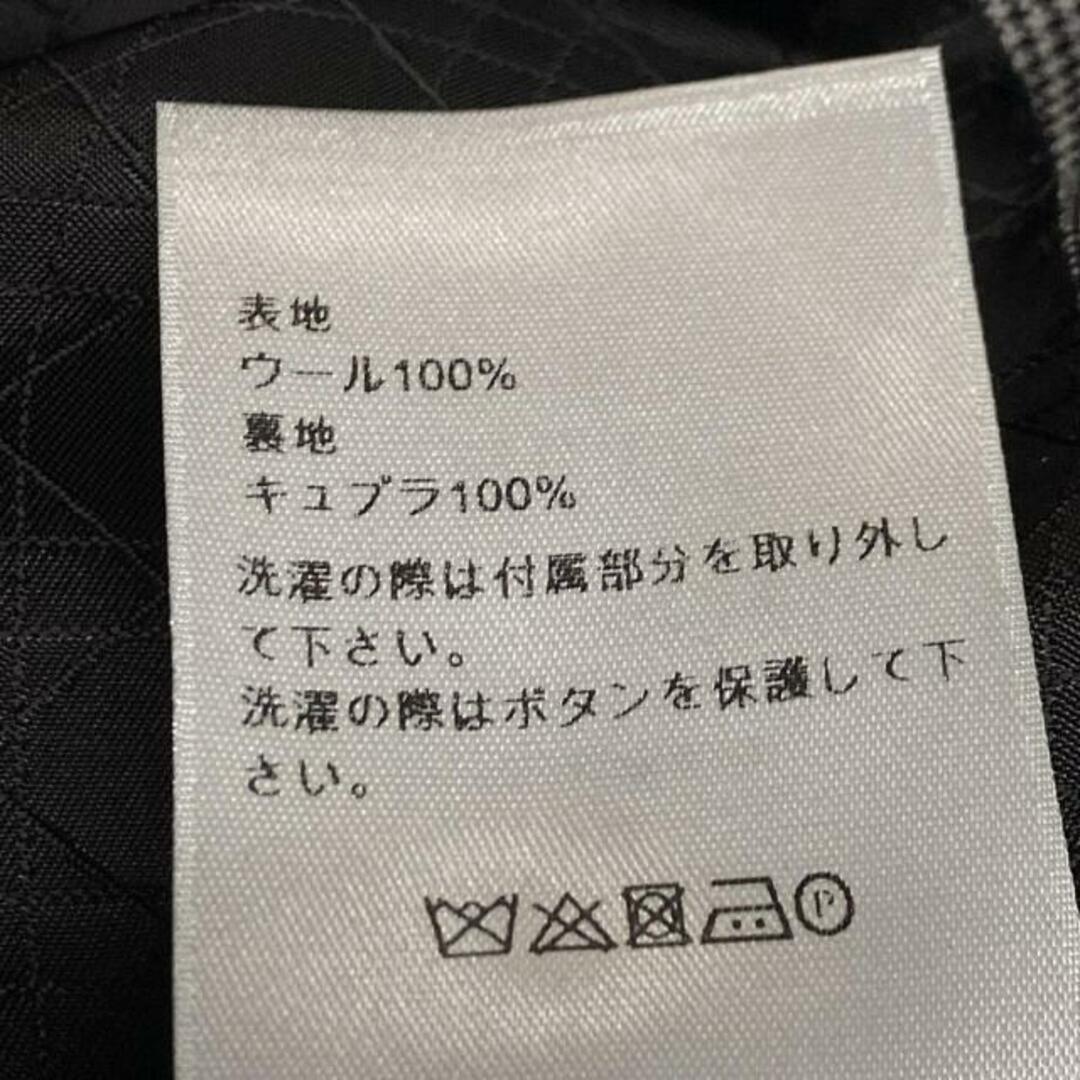 表地
ウール100%
裏地
キュプラ100%
洗濯の際は付属部分を取り外し
て下さい。
洗濯の際はボタンを保護して下
さい。
P